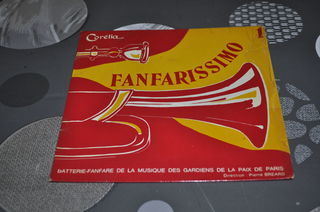 Corélia
1
FANFARISSIMO
BATTERIE-FANFARE DE LA MUSIQUE DES GARDIENS DE LA PAIX DE PARIS
Direction : Pierre BREARD